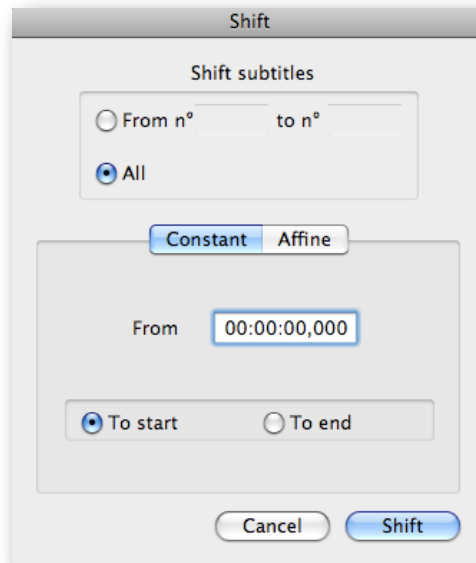 Shift
Shift subtitles
From n° to n°
All
Constant Affine
From 00:00:00,000
To start To end
Cancel Shift